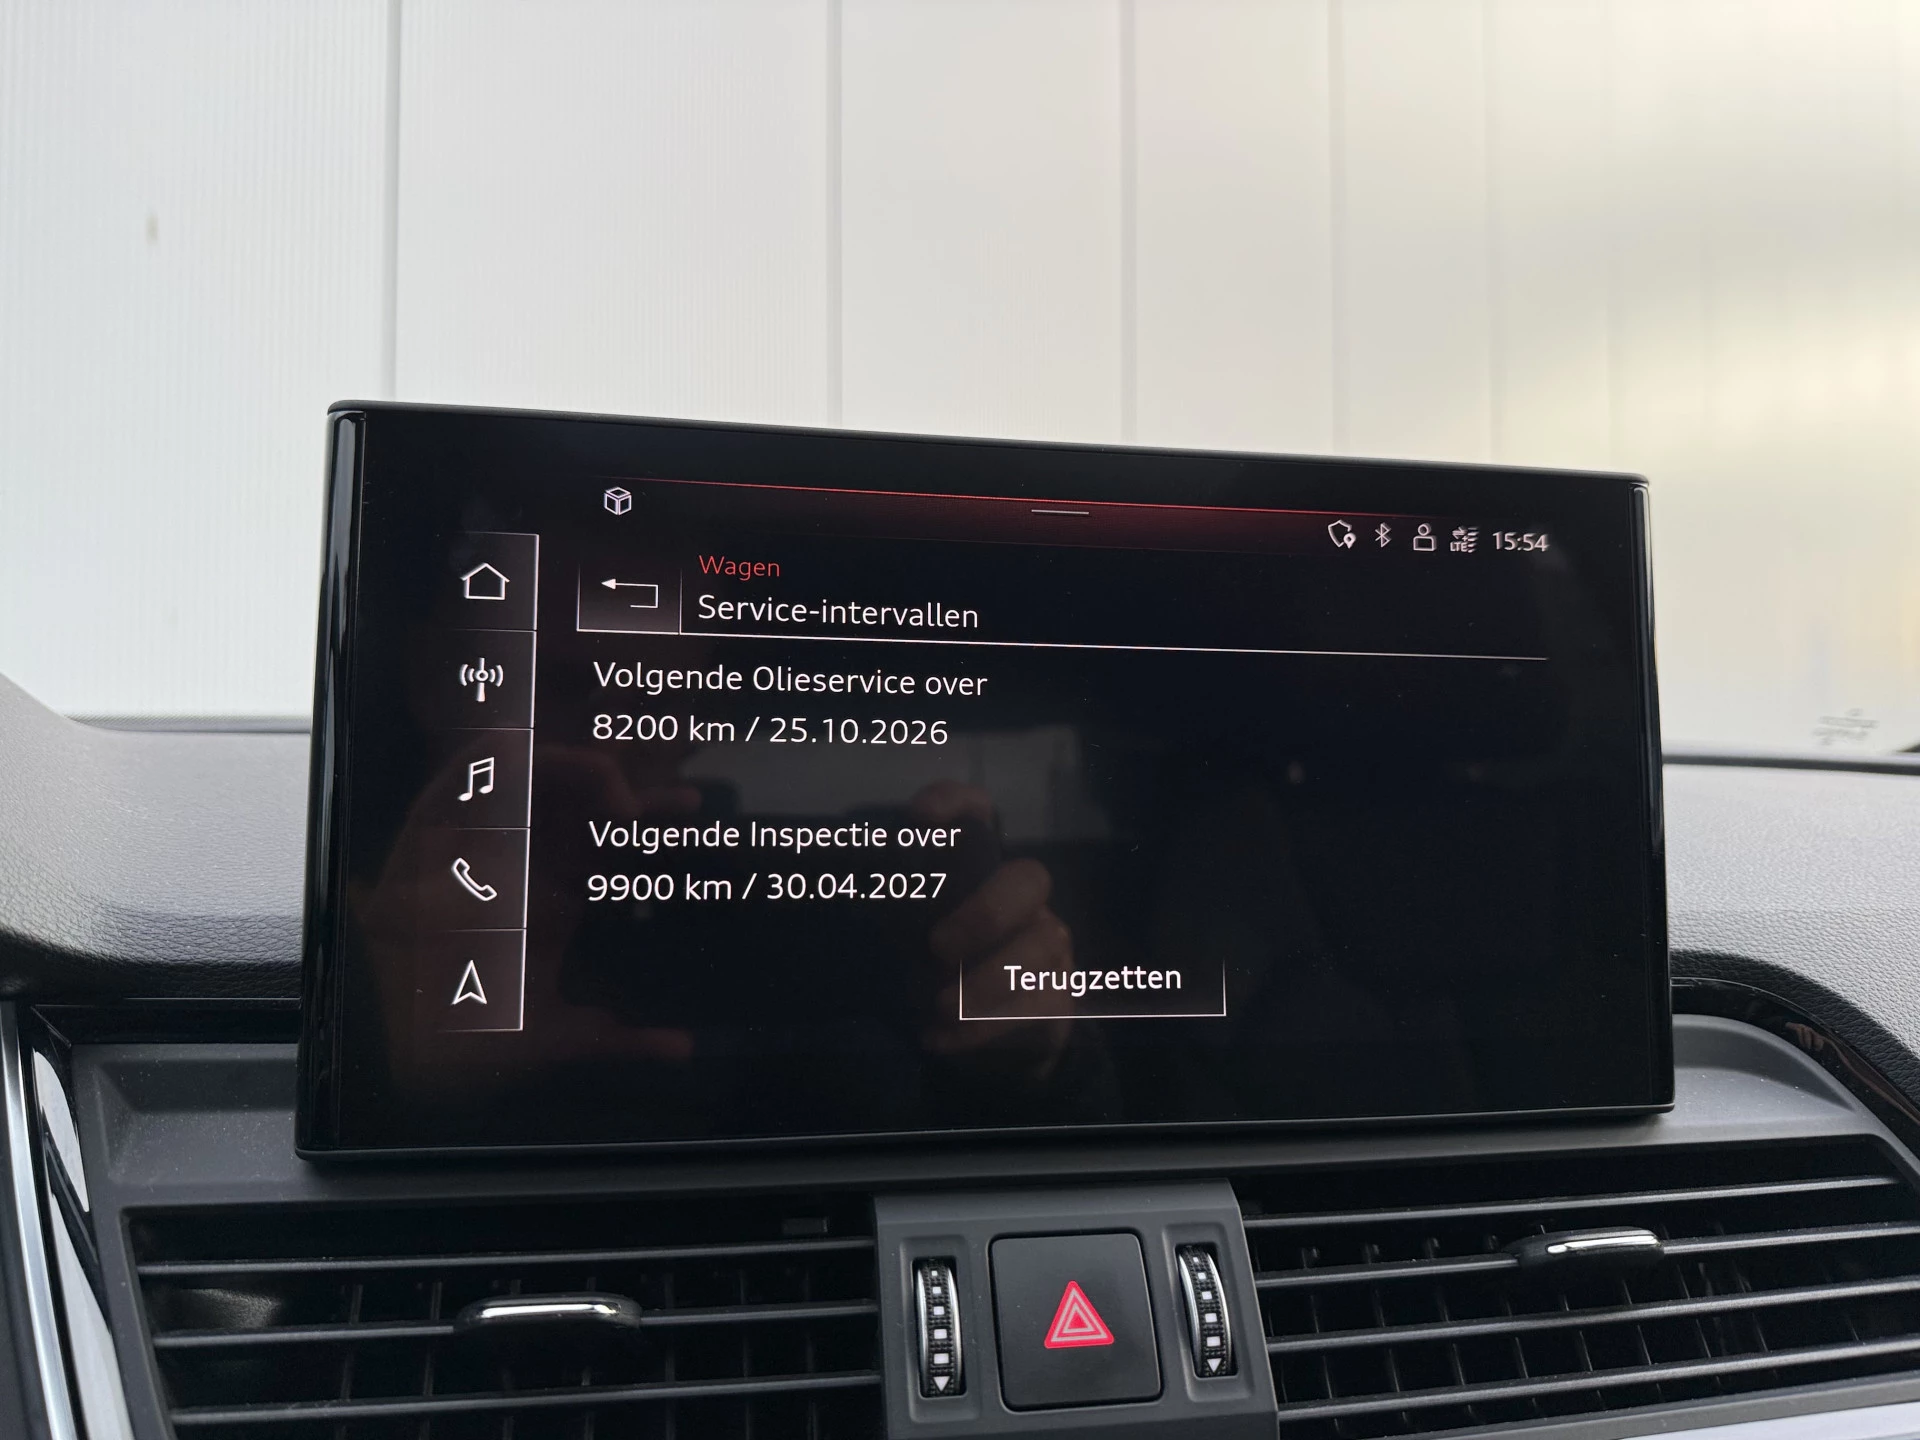 LTE 15:54
Wagen
Service-intervallen
Volgende Olieservice over
8200 km / 25.10.2026
Volgende Inspectie over
9900 km / 30.04.2027
Terugzetten